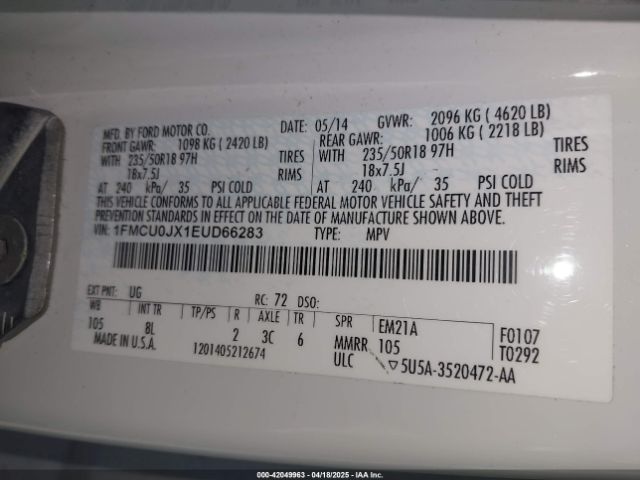 MFD. BY FORD MOTOR CO.
DATE: 05/14 GVWR: 2096 KG ( 4620 LB)
FRONT GAWR: 1098 KG ( 2420 LB)
REAR GAWR: 1006 KG ( 2218 LB)
WITH 235/50R18 97H TIRES
WITH 235/50R18 97H TIRES
18x7.5J RIMS
18x7.5J RIMS
AT 240 kPa/ 35 PSI COLD
AT 240 kPa/ 35 PSI COLD
THIS VEHICLE CONFORMS TO ALL APPLICABLE FEDERAL MOTOR VEHICLE SAFETY AND THEFT
PREVENTION STANDARDS IN EFFECT ON THE DATE OF MANUFACTURE SHOWN ABOVE.
VIN: 1FMCU0JX1EUD66283 TYPE: MPV
EXT PNT: UG RC: 72 DSO:
WB INT TR TP/PS R AXLE TR SPR EM21A F0107
105 8L 2 3C 6 MMRR 105 T0292
MADE IN U.S.A. 1201405212674 ULC ▽5U5A-3520472-AA
000-42049963 - 04/18/2025 - IAA Inc.